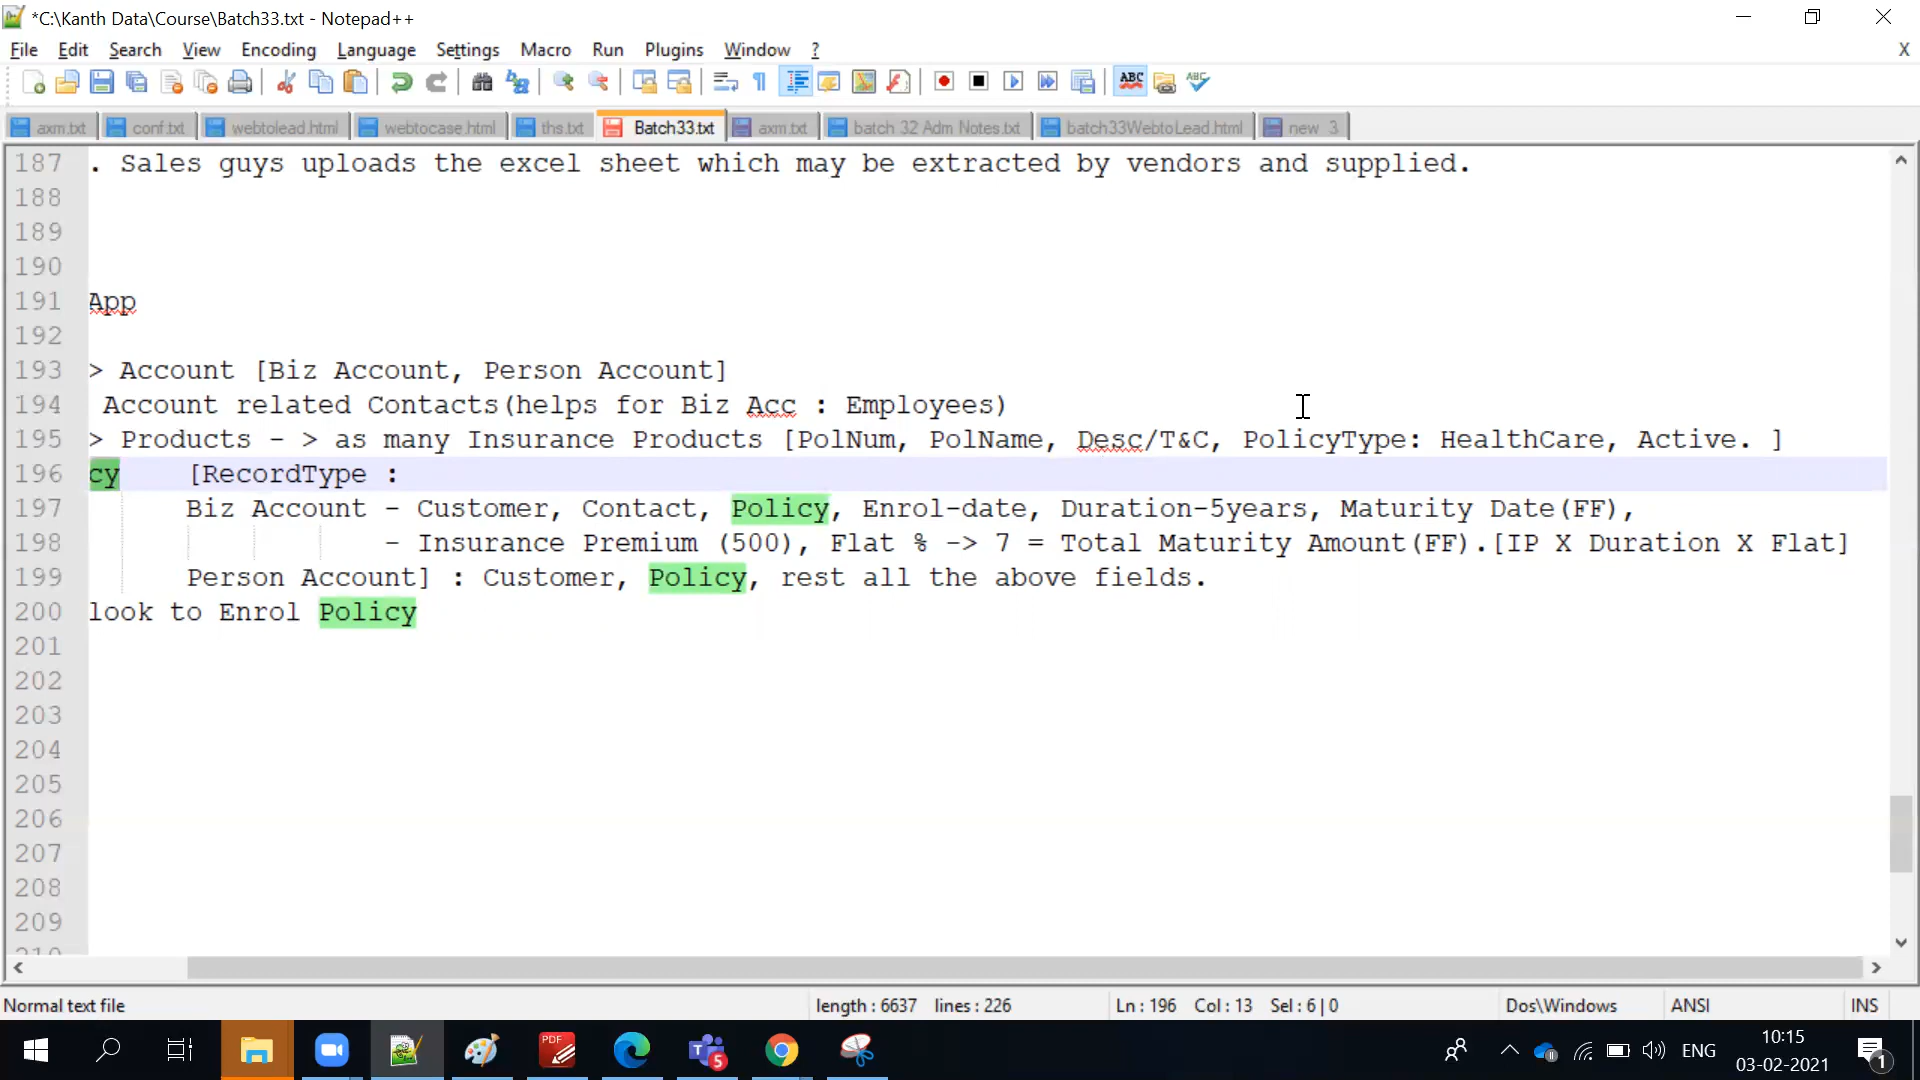 *C:\Kanth Data\Course\Batch33.txt - Notepad++
File Edit Search View Encoding Language Settings Macro Run Plugins Window ? X
ABC ABC
axm.txt conf.txt webtolead.html webtocase.html ths.txt Batch33.txt axm.txt batch 32 Adm Notes.txt batch33WebtoLead.html new 3
187 . Sales guys uploads the excel sheet which may be extracted by vendors and supplied.
188
189
190
191 App
192
193 > Account [Biz Account, Person Account]
194 Account related Contacts(helps for Biz Acc : Employees)
195 > Products - > as many Insurance Products [PolNum, PolName, Desc/T&C, PolicyType: HealthCare, Active. ]
196 cy [RecordType :
197 Biz Account - Customer, Contact, Policy, Enrol-date, Duration-5years, Maturity Date(FF),
198 - Insurance Premium (500), Flat % -> 7 = Total Maturity Amount(FF).[IP X Duration X Flat]
199 Person Account] : Customer, Policy, rest all the above fields.
200 look to Enrol Policy
201
202
203
204
205
206
207
208
209
210
Normal text file length : 6637 lines : 226 Ln : 196 Col : 13 Sel : 6 | 0 Dos\Windows ANSI INS
PDF 5 ENG 10:15 1
03-02-2021